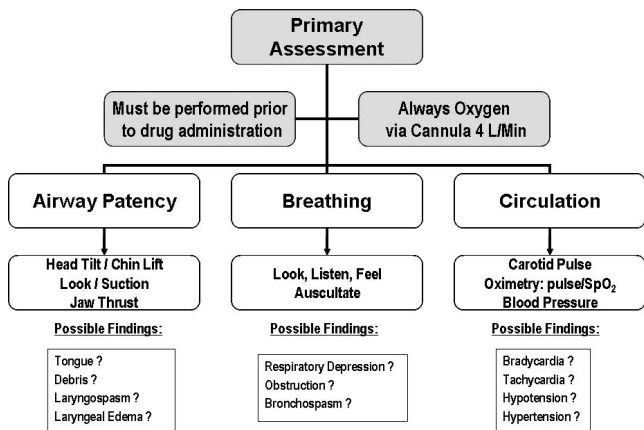 Primary
Assessment
Must be performed prior
to drug administration
Always Oxygen
via Cannula 4 L/Min
Airway Patency
Breathing
Circulation
Head Tilt / Chin Lift
Look / Suction
Jaw Thrust
Look, Listen, Feel
Auscultate
Carotid Pulse
Oximetry: pulse/SpO₂
Blood Pressure
Possible Findings:
Tongue ?
Debris ?
Laryngospasm ?
Laryngeal Edema ?
Possible Findings:
Respiratory Depression ?
Obstruction ?
Bronchospasm ?
Possible Findings:
Bradycardia ?
Tachycardia ?
Hypotension ?
Hypertension ?